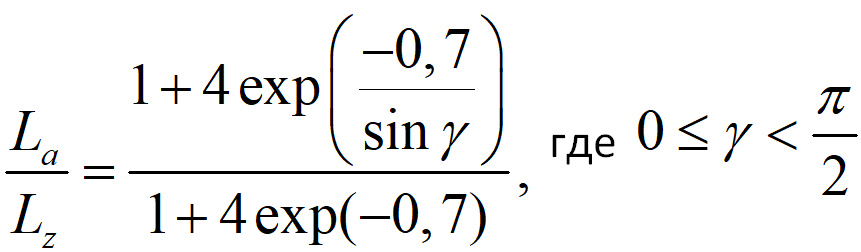 L_a / L_z = (1 + 4 exp(−0,7 / sin γ)) / (1 + 4 exp(−0,7)), где 0 ≤ γ < π / 2